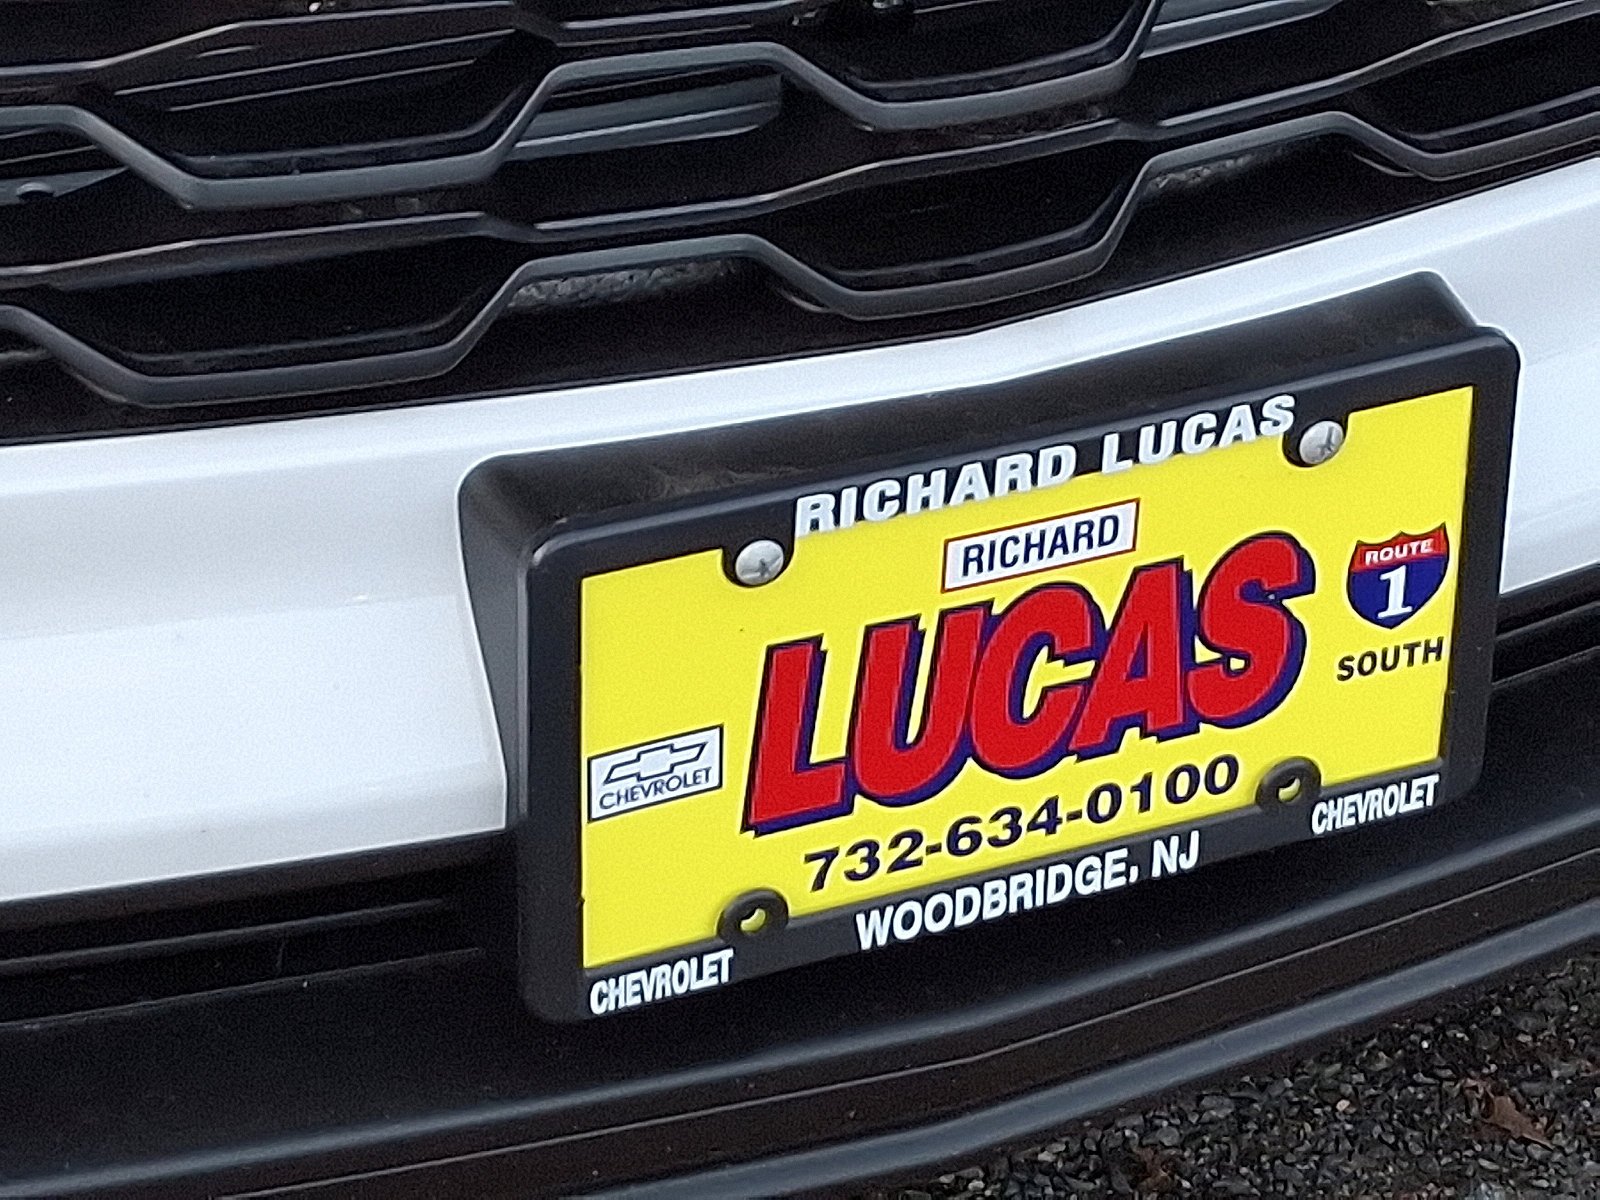 RICHARD LUCAS
RICHARD
LUCAS
ROUTE
1
SOUTH
CHEVROLET
732-634-0100
WOODBRIDGE, NJ
CHEVROLET
CHEVROLET